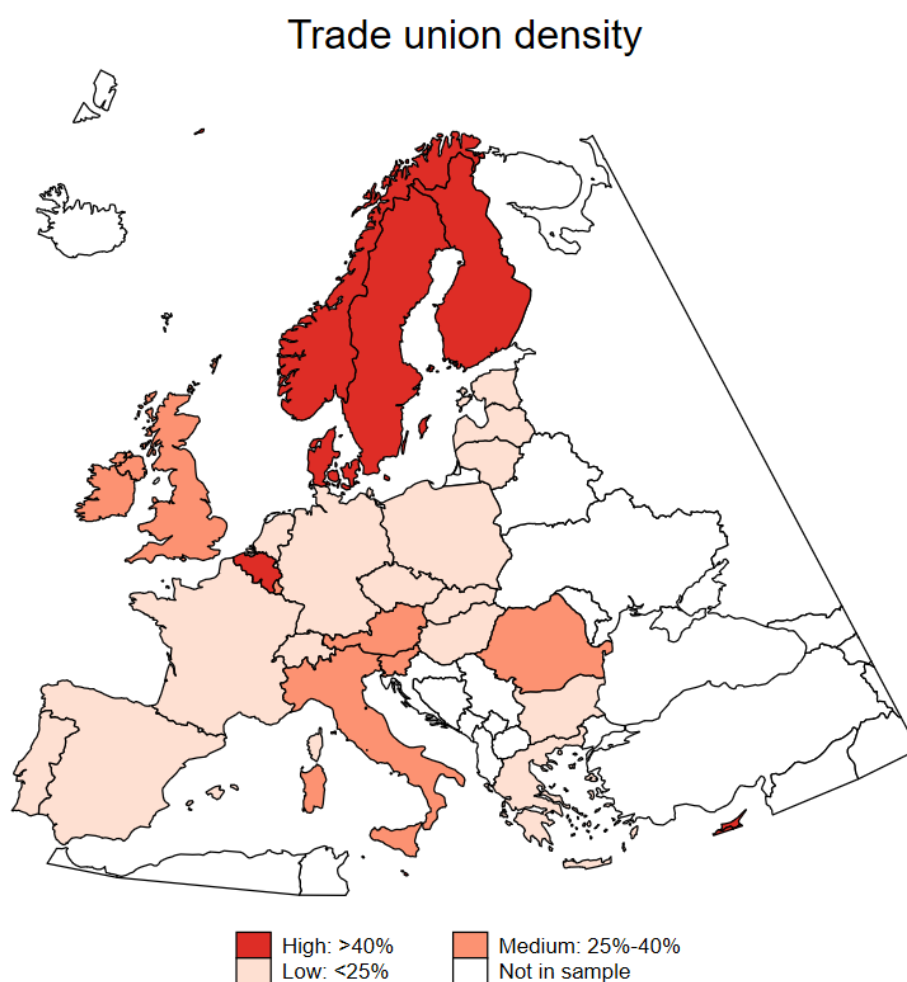 Trade union density
High: >40%
Medium: 25%-40%
Low: <25%
Not in sample